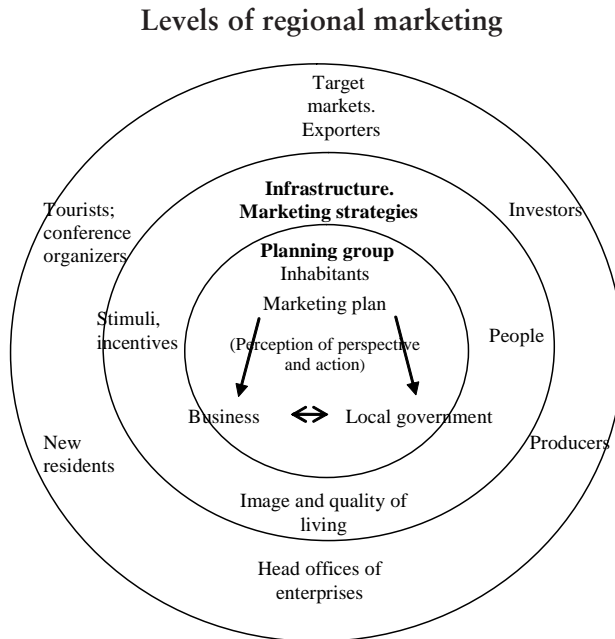 Levels of regional marketing
Target
markets.
Exporters
Infrastructure.
Marketing strategies
Tourists;
conference
organizers
Investors
Planning group
Inhabitants
Marketing plan
Stimuli,
incentives
(Perception of perspective
and action)
People
Business
Local government
New
residents
Producers
Image and quality of
living
Head offices of
enterprises